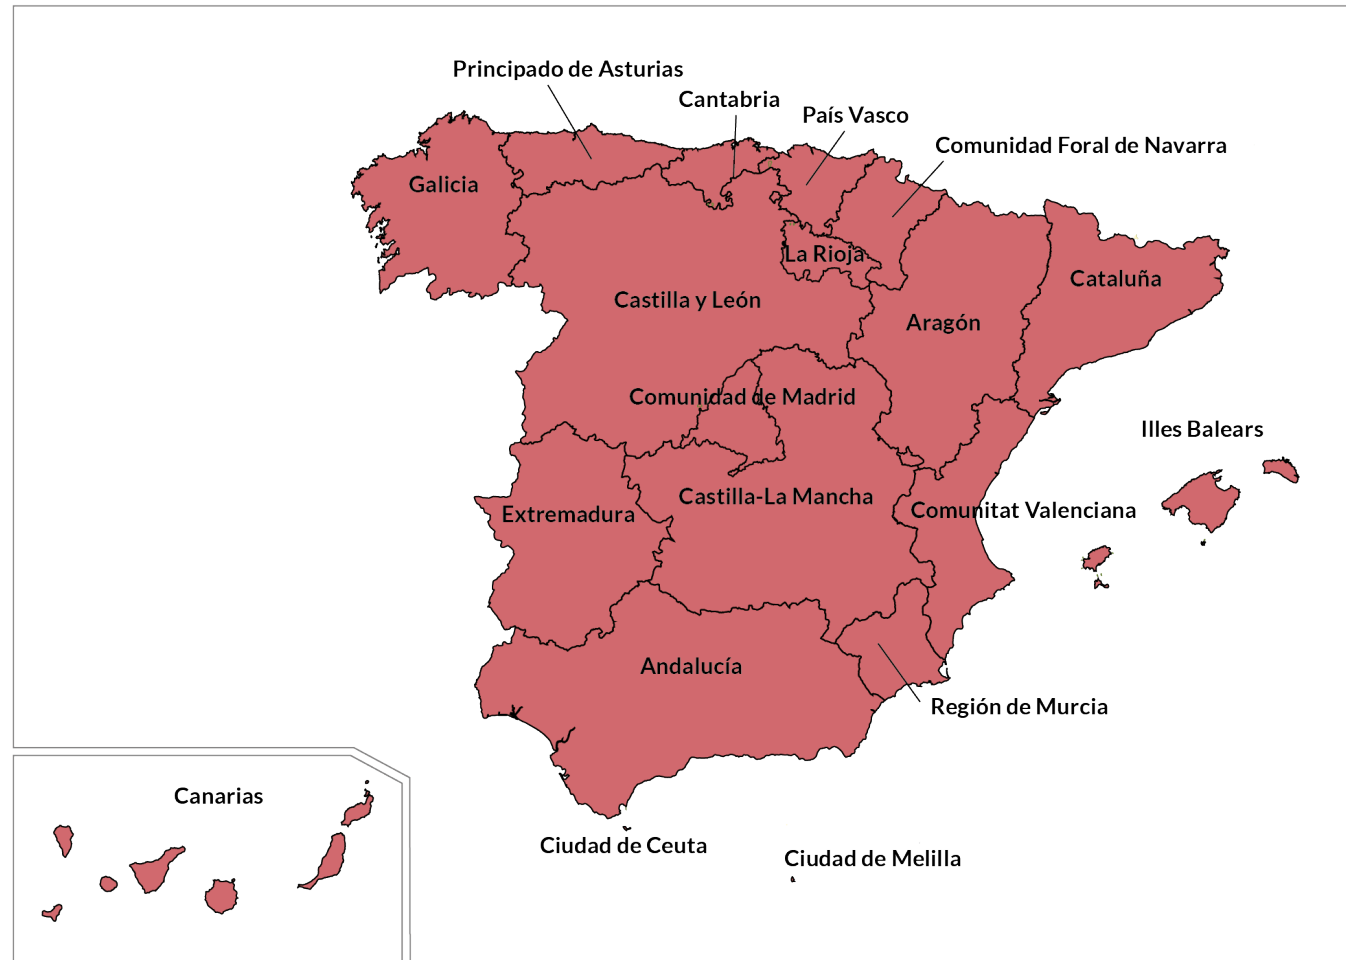 Principado de Asturias
Cantabria
País Vasco
Comunidad Foral de Navarra
Galicia
La Rioja
Cataluña
Castilla y León
Aragón
Comunidad de Madrid
Illes Balears
Castilla-La Mancha
Comunitat Valenciana
Extremadura
Andalucía
Región de Murcia
Canarias
Ciudad de Ceuta
Ciudad de Melilla